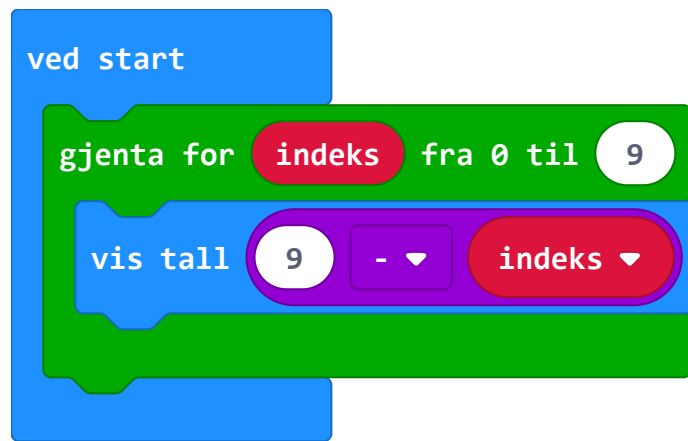 ved start
gjenta for indeks fra 0 til 9
vis tall 9 - indeks